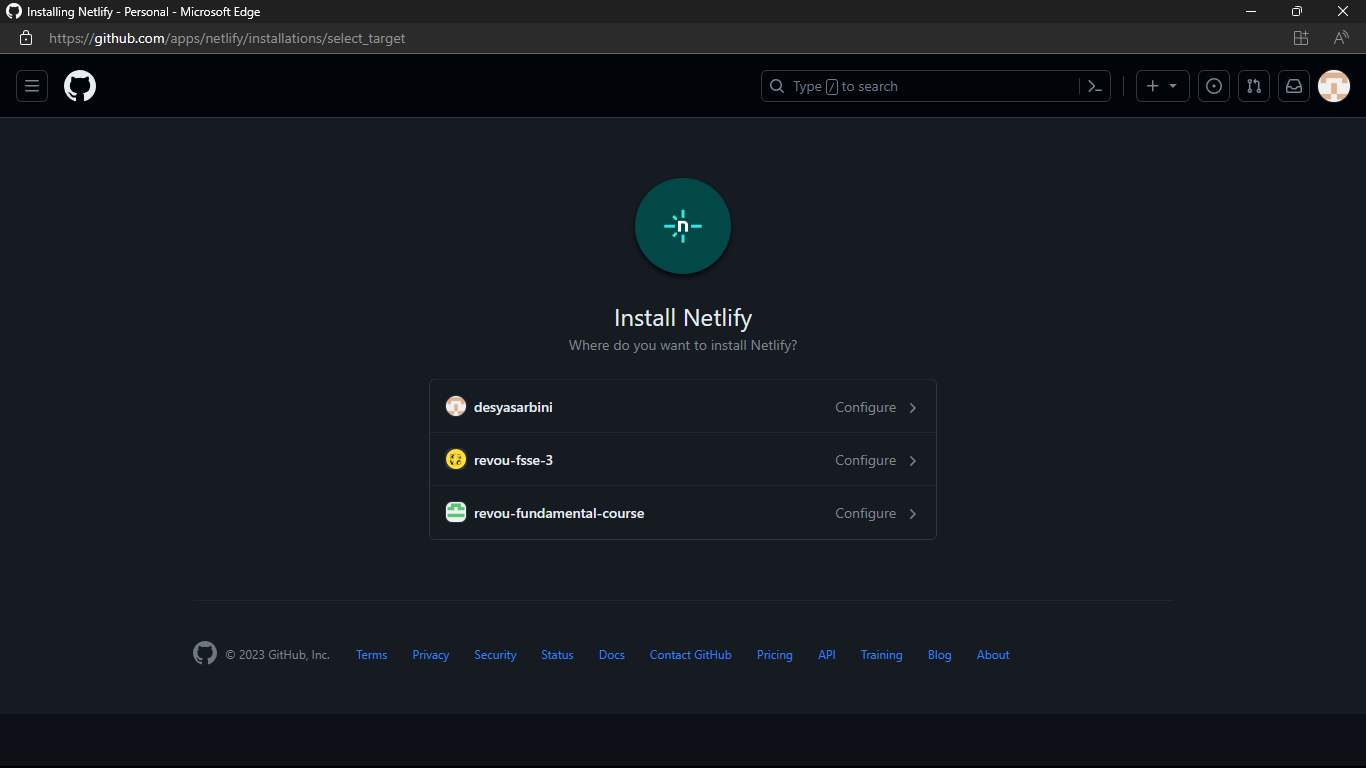 Installing Netlify - Personal - Microsoft Edge
https://github.com/apps/netlify/installations/select_target
Type / to search
n
Install Netlify
Where do you want to install Netlify?
desyasarbini Configure
revou-fsse-3 Configure
revou-fundamental-course Configure
© 2023 GitHub, Inc. Terms Privacy Security Status Docs Contact GitHub Pricing API Training Blog About